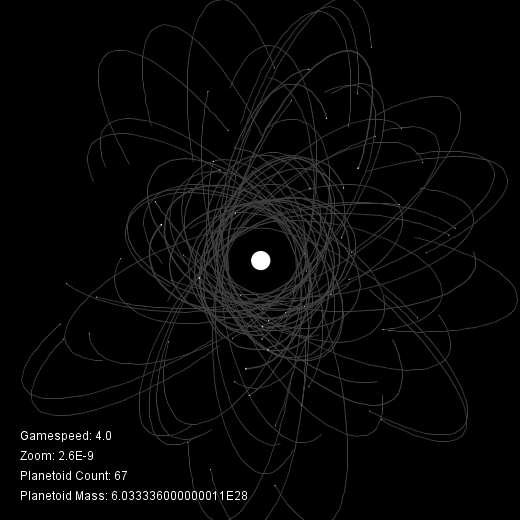 Gamespeed: 4.0
Zoom: 2.6E-9
Planetoid Count: 67
Planetoid Mass: 6.033336000000011E28